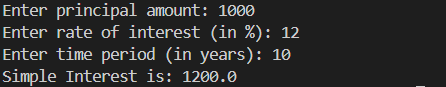 Enter principal amount: 1000
Enter rate of interest (in %): 12
Enter time period (in years): 10
Simple Interest is: 1200.0